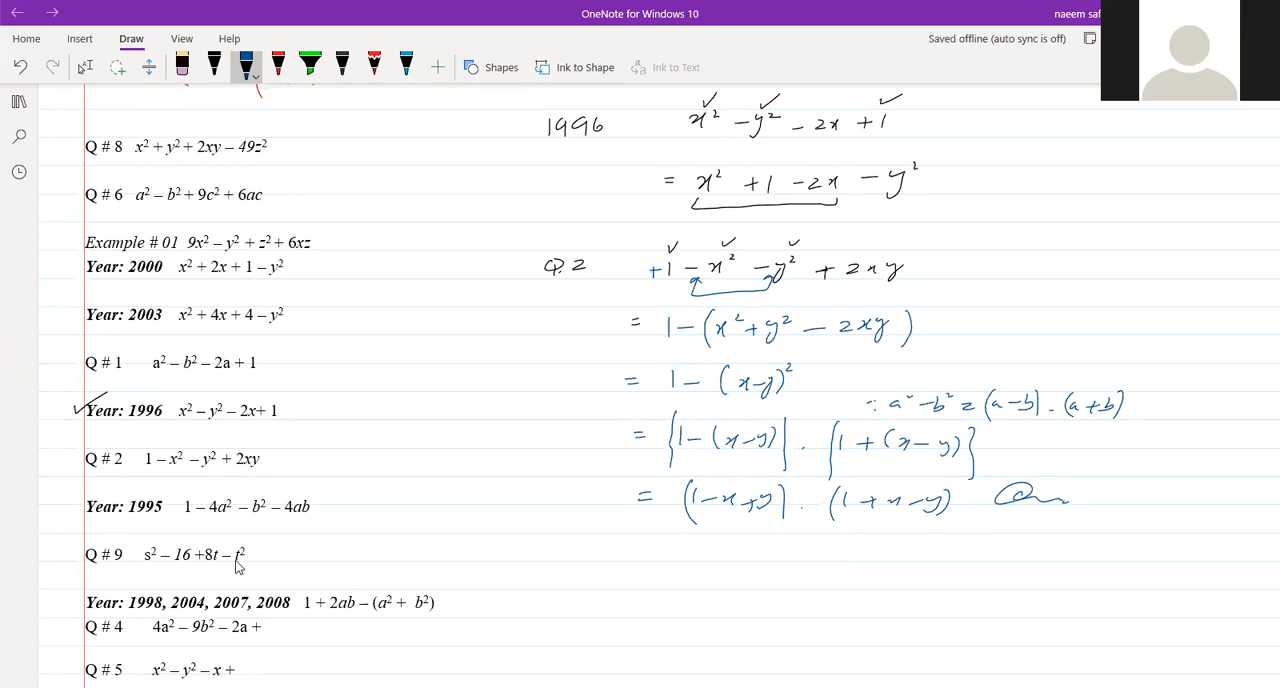 OneNote for Windows 10
naeem saf
Home Insert Draw View Help
Saved offline (auto sync is off)
Shapes Ink to Shape Ink to Text
Q # 8 x² + y² + 2xy – 49z²
Q # 6 a² – b² + 9c² + 6ac
Example # 01 9x² – y² + z² + 6xz
Year: 2000 x² + 2x + 1 – y²
Year: 2003 x² + 4x + 4 – y²
Q # 1 a² – b² – 2a + 1
Year: 1996 x² – y² – 2x+ 1
Q # 2 1 – x² – y² + 2xy
Year: 1995 1 – 4a² – b² – 4ab
Q # 9 s² – 16 +8t – t²
Year: 1998, 2004, 2007, 2008 1 + 2ab – (a² + b²)
Q # 4 4a² – 9b² – 2a +
Q # 5 x² – y² – x +
1996 x² – y² – 2x + 1
= x² + 1 – 2x – y²
Q.2 +1 – x² – y² + 2xy
= 1 – (x² + y² – 2xy)
= 1 – (x–y)²
∵ a² – b² = (a–b) . (a+b)
= {1 – (x–y)} . {1 + (x–y)}
= (1–x+y) . (1+x–y)